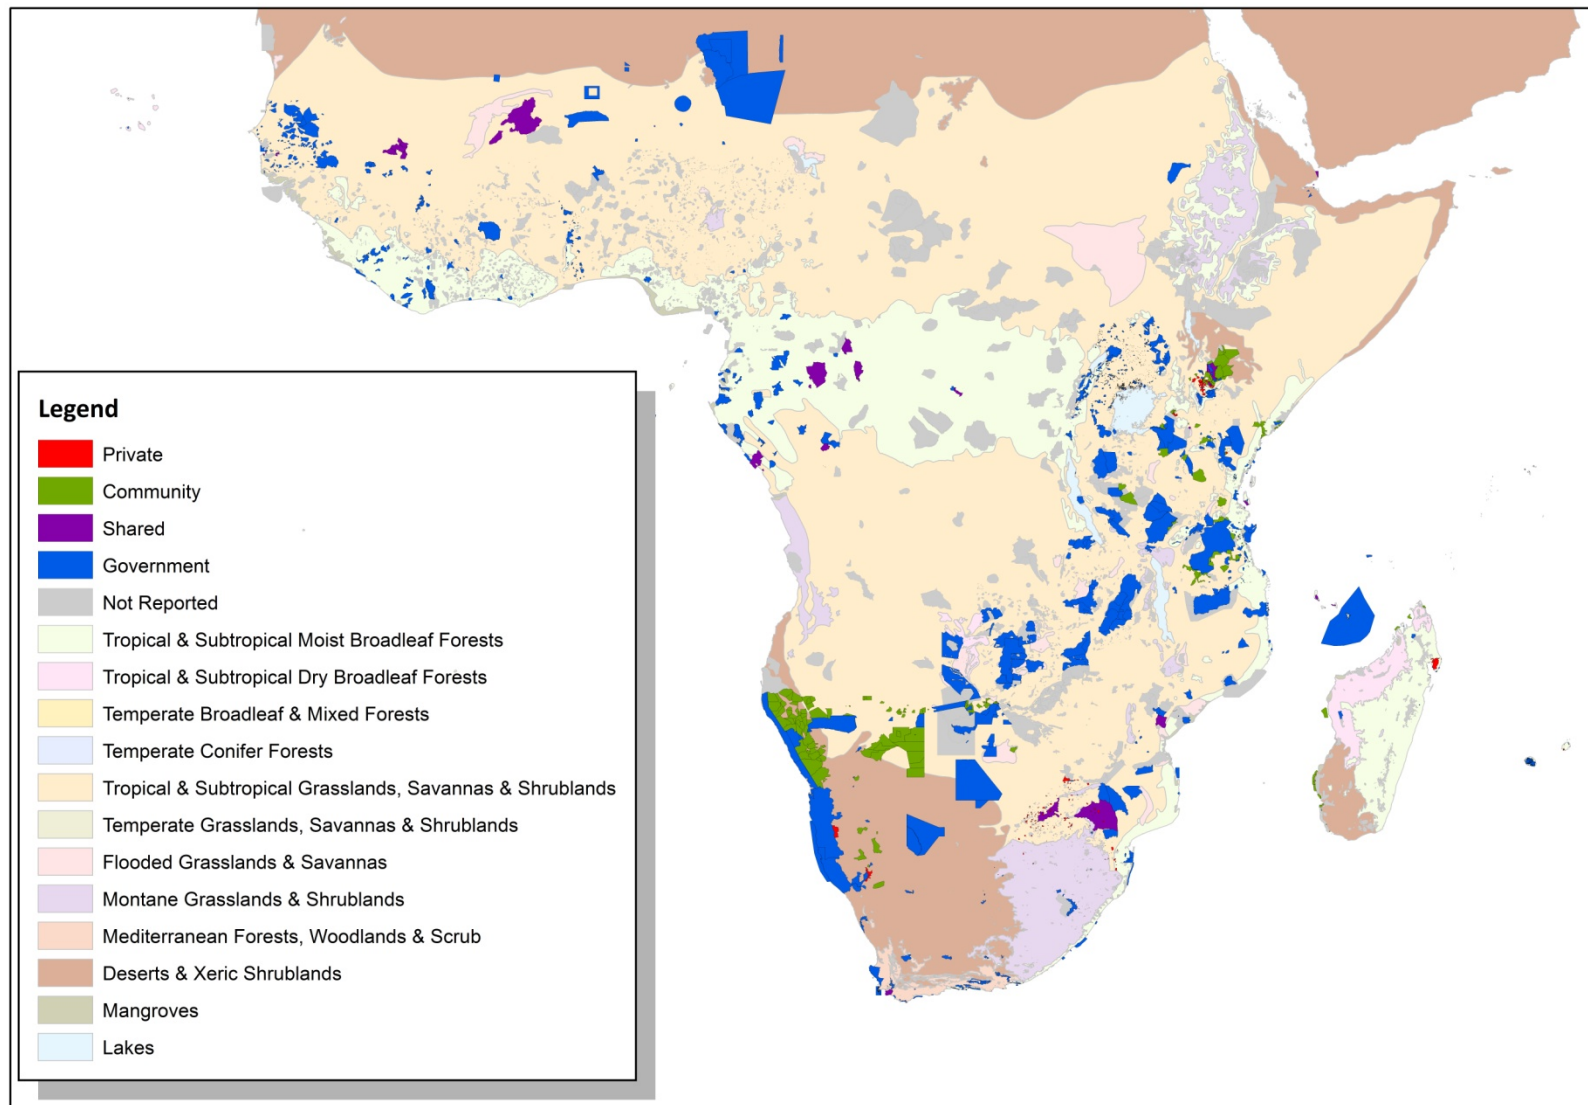 Legend
Private
Community
Shared
Government
Not Reported
Tropical & Subtropical Moist Broadleaf Forests
Tropical & Subtropical Dry Broadleaf Forests
Temperate Broadleaf & Mixed Forests
Temperate Conifer Forests
Tropical & Subtropical Grasslands, Savannas & Shrublands
Temperate Grasslands, Savannas & Shrublands
Flooded Grasslands & Savannas
Montane Grasslands & Shrublands
Mediterranean Forests, Woodlands & Scrub
Deserts & Xeric Shrublands
Mangroves
Lakes